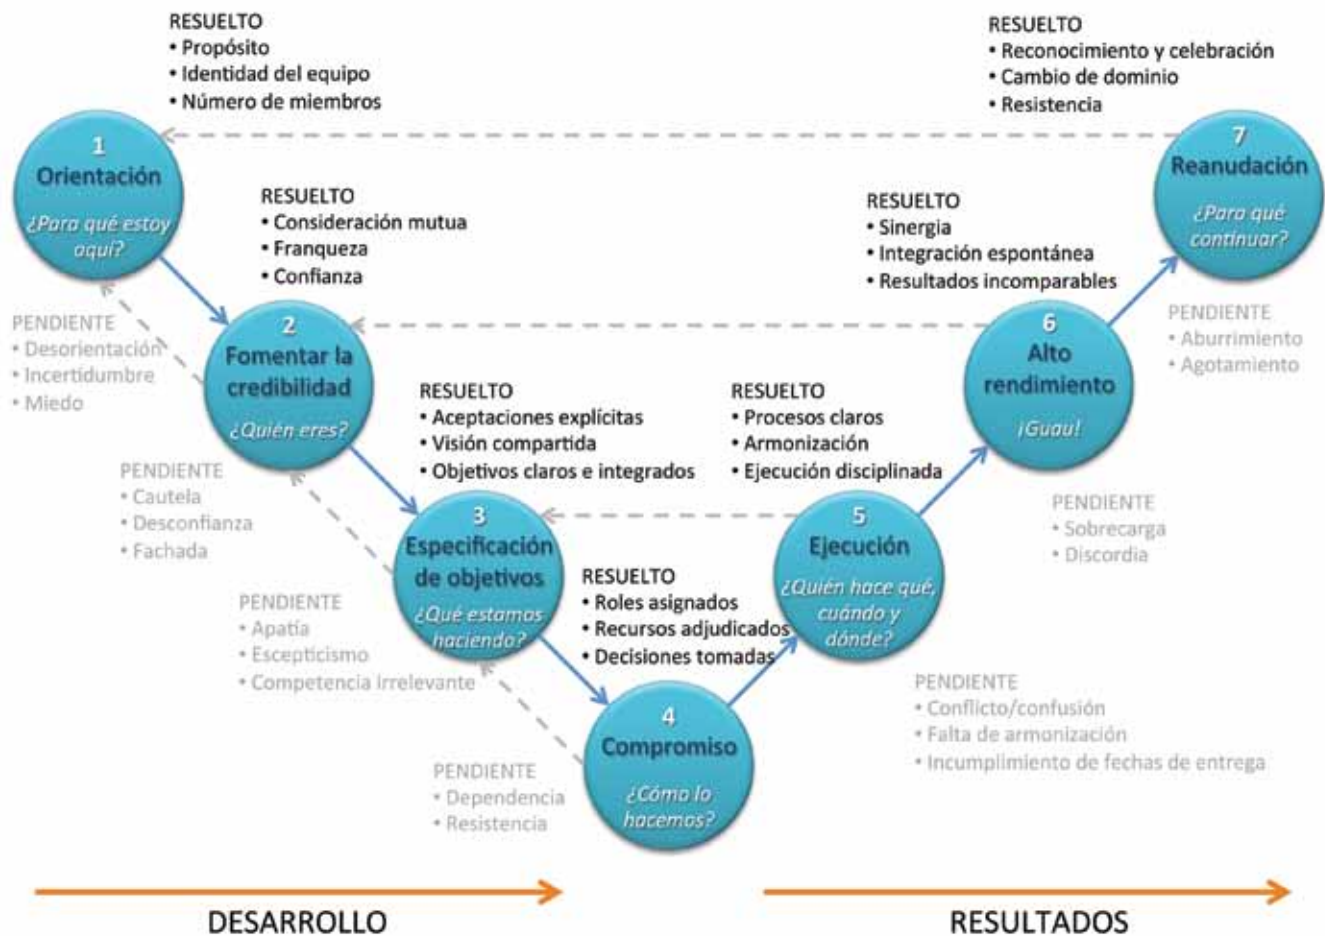 RESUELTO
• Propósito
• Identidad del equipo
• Número de miembros
1
Orientación
¿Para qué estoy
aquí?
PENDIENTE
• Desorientación
• Incertidumbre
• Miedo
RESUELTO
• Consideración mutua
• Franqueza
• Confianza
2
Fomentar la
credibilidad
¿Quién eres?
PENDIENTE
• Cautela
• Desconfianza
• Fachada
RESUELTO
• Aceptaciones explícitas
• Visión compartida
• Objetivos claros e integrados
3
Especificación
de objetivos
¿Qué estamos
haciendo?
PENDIENTE
• Apatía
• Escepticismo
• Competencia irrelevante
RESUELTO
• Roles asignados
• Recursos adjudicados
• Decisiones tomadas
4
Compromiso
¿Cómo lo
hacemos?
PENDIENTE
• Dependencia
• Resistencia
RESUELTO
• Procesos claros
• Armonización
• Ejecución disciplinada
5
Ejecución
¿Quién hace qué,
cuándo y
dónde?
PENDIENTE
• Conflicto/confusión
• Falta de armonización
• Incumplimiento de fechas de entrega
RESUELTO
• Sinergia
• Integración espontánea
• Resultados incomparables
6
Alto
rendimiento
¡Guau!
PENDIENTE
• Sobrecarga
• Discordia
RESUELTO
• Reconocimiento y celebración
• Cambio de dominio
• Resistencia
7
Reanudación
¿Para qué
continuar?
PENDIENTE
• Aburrimiento
• Agotamiento
DESARROLLO
RESULTADOS